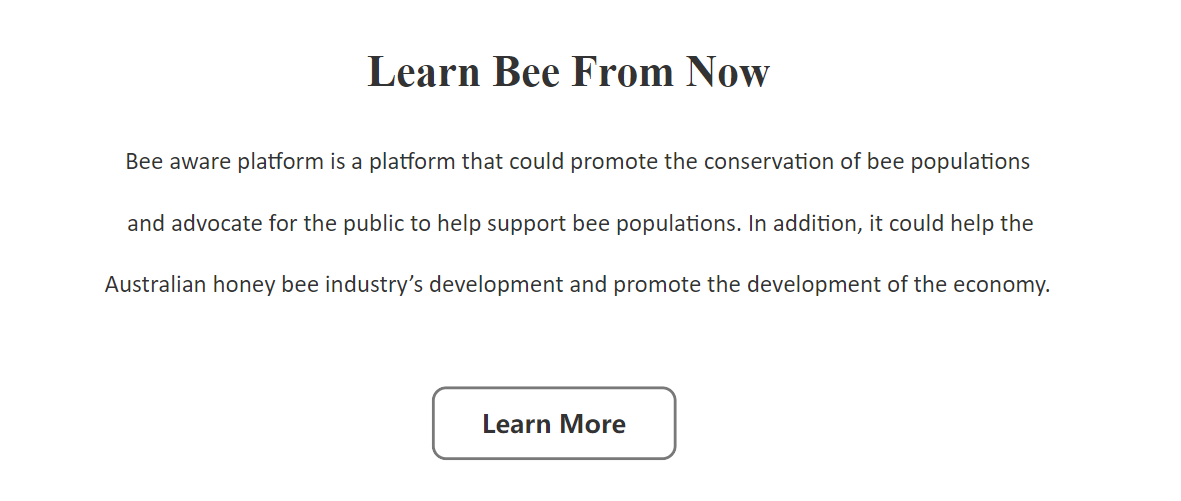 Learn Bee From Now
Bee aware platform is a platform that could promote the conservation of bee populations
and advocate for the public to help support bee populations. In addition, it could help the
Australian honey bee industry’s development and promote the development of the economy.
Learn More